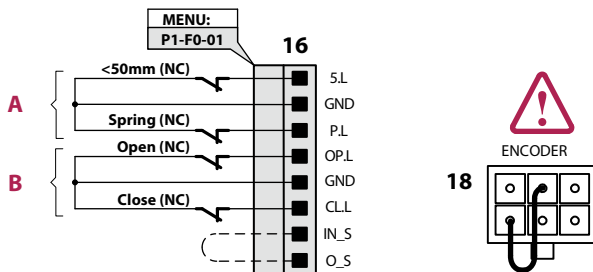 MENU:
P1-F0-01
16
<50mm (NC)
5.L
GND
A
Spring (NC)
P.L
Open (NC)
OP.L
GND
B
Close (NC)
CL.L
IN_S
O_S
!
ENCODER
18